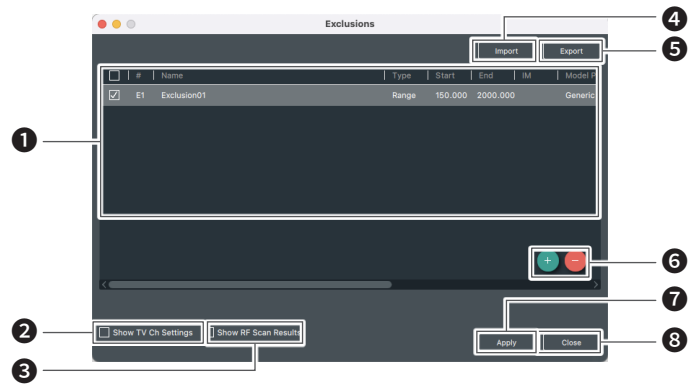 Exclusions
4
Import
Export
5
# Name Type Start End IM Model P
E1 Exclusion01 Range 150.000 2000.000 Generic
1
+ −
6
7
2
Show TV Ch Settings
Show RF Scan Results
Apply
Close
8
3